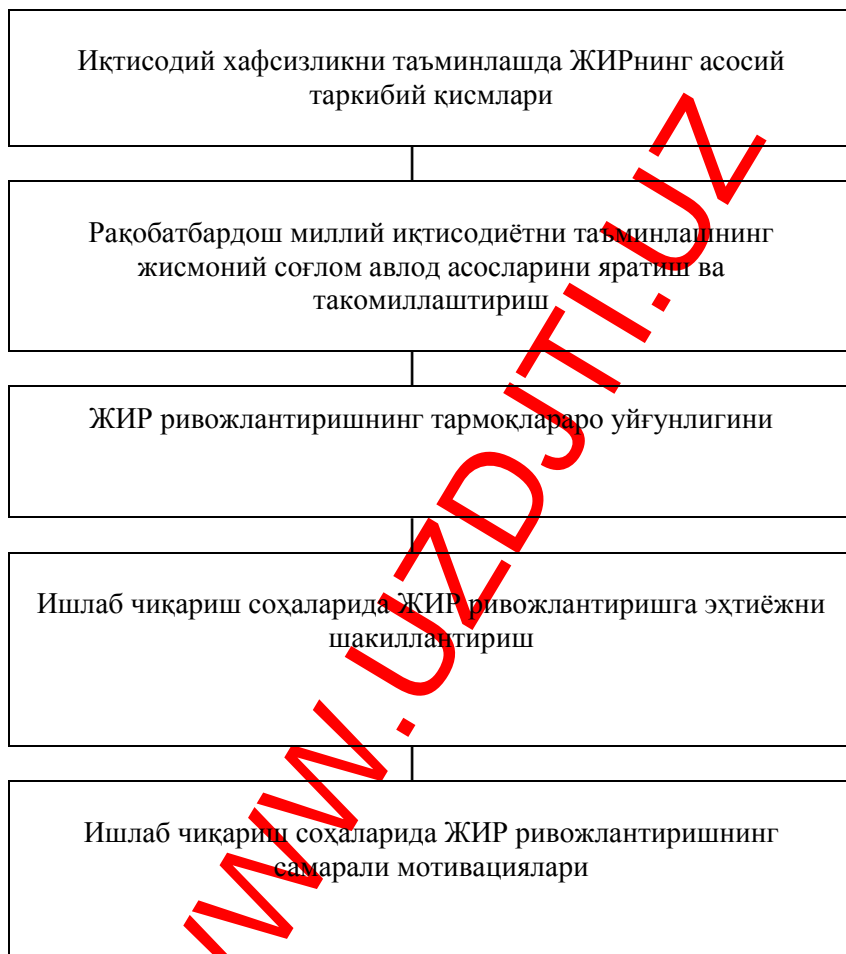 Иқтисодий хафсизликни таъминлашда ЖИРнинг асосий
таркибий қисмлари
Рақобатбардош миллий иқтисодиётни таъминлашнинг
жисмоний соғлом авлод асосларини яратиш ва
такомиллаштириш
ЖИР ривожлантиришнинг тармоқлараро уйғунлигини
Ишлаб чиқариш соҳаларида ЖИР ривожлантиришга эҳтиёжни
шакиллантириш
Ишлаб чиқариш соҳаларида ЖИР ривожлантиришнинг
самарали мотивациялари
WWW.UZDJTI.UZ